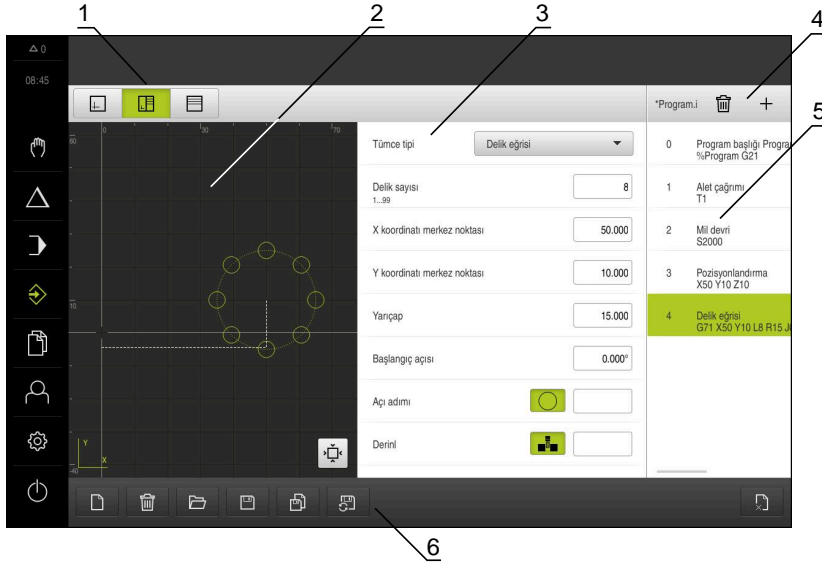 1
2
3
4
5
6
0
08:45
*Program.i
0
30
70
60
10
-40
Y
X
Tümce tipi
Delik eğrisi
Delik sayısı
1...99
8
X koordinatı merkez noktası
50.000
Y koordinatı merkez noktası
10.000
Yarıçap
15.000
Başlangıç açısı
0.000°
Açı adımı
Derinl
0 Program başlığı Progra
%Program G21
1 Alet çağrımı
T1
2 Mil devri
S2000
3 Pozisyonlandırma
X50 Y10 Z10
4 Delik eğrisi
G71 X50 Y10 L8 R15 J